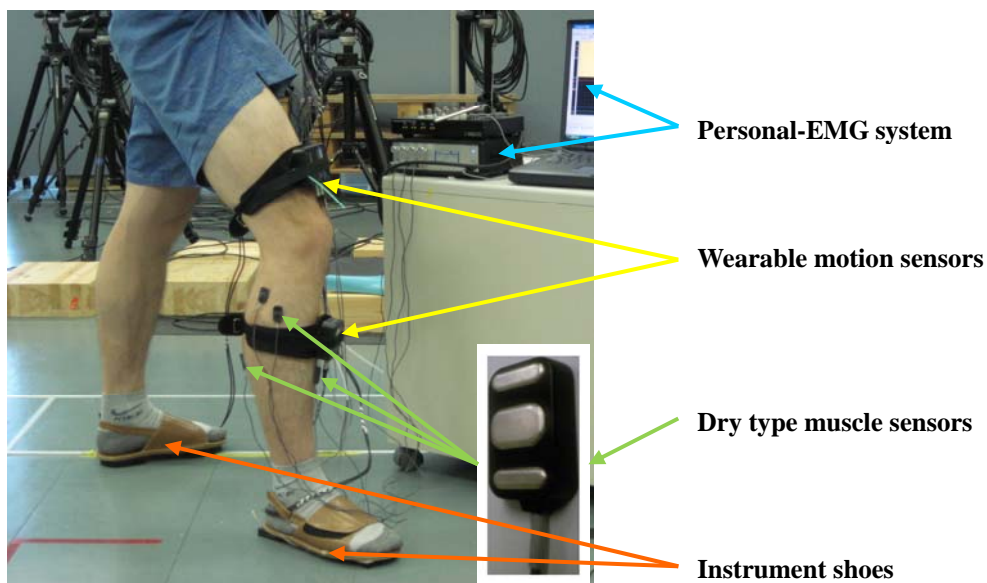 Personal-EMG system
Wearable motion sensors
Dry type muscle sensors
Instrument shoes